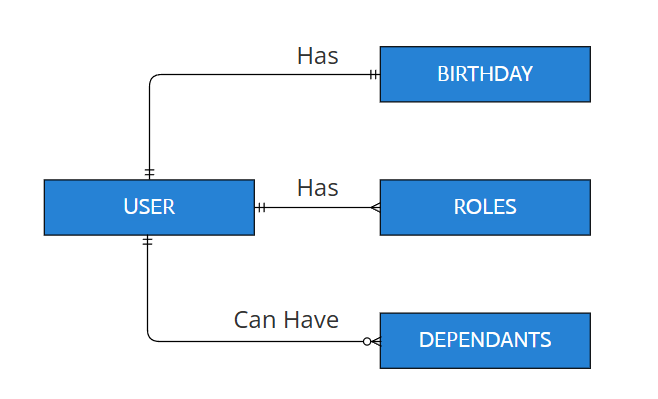 Has
BIRTHDAY
Has
USER
ROLES
Can Have
DEPENDANTS